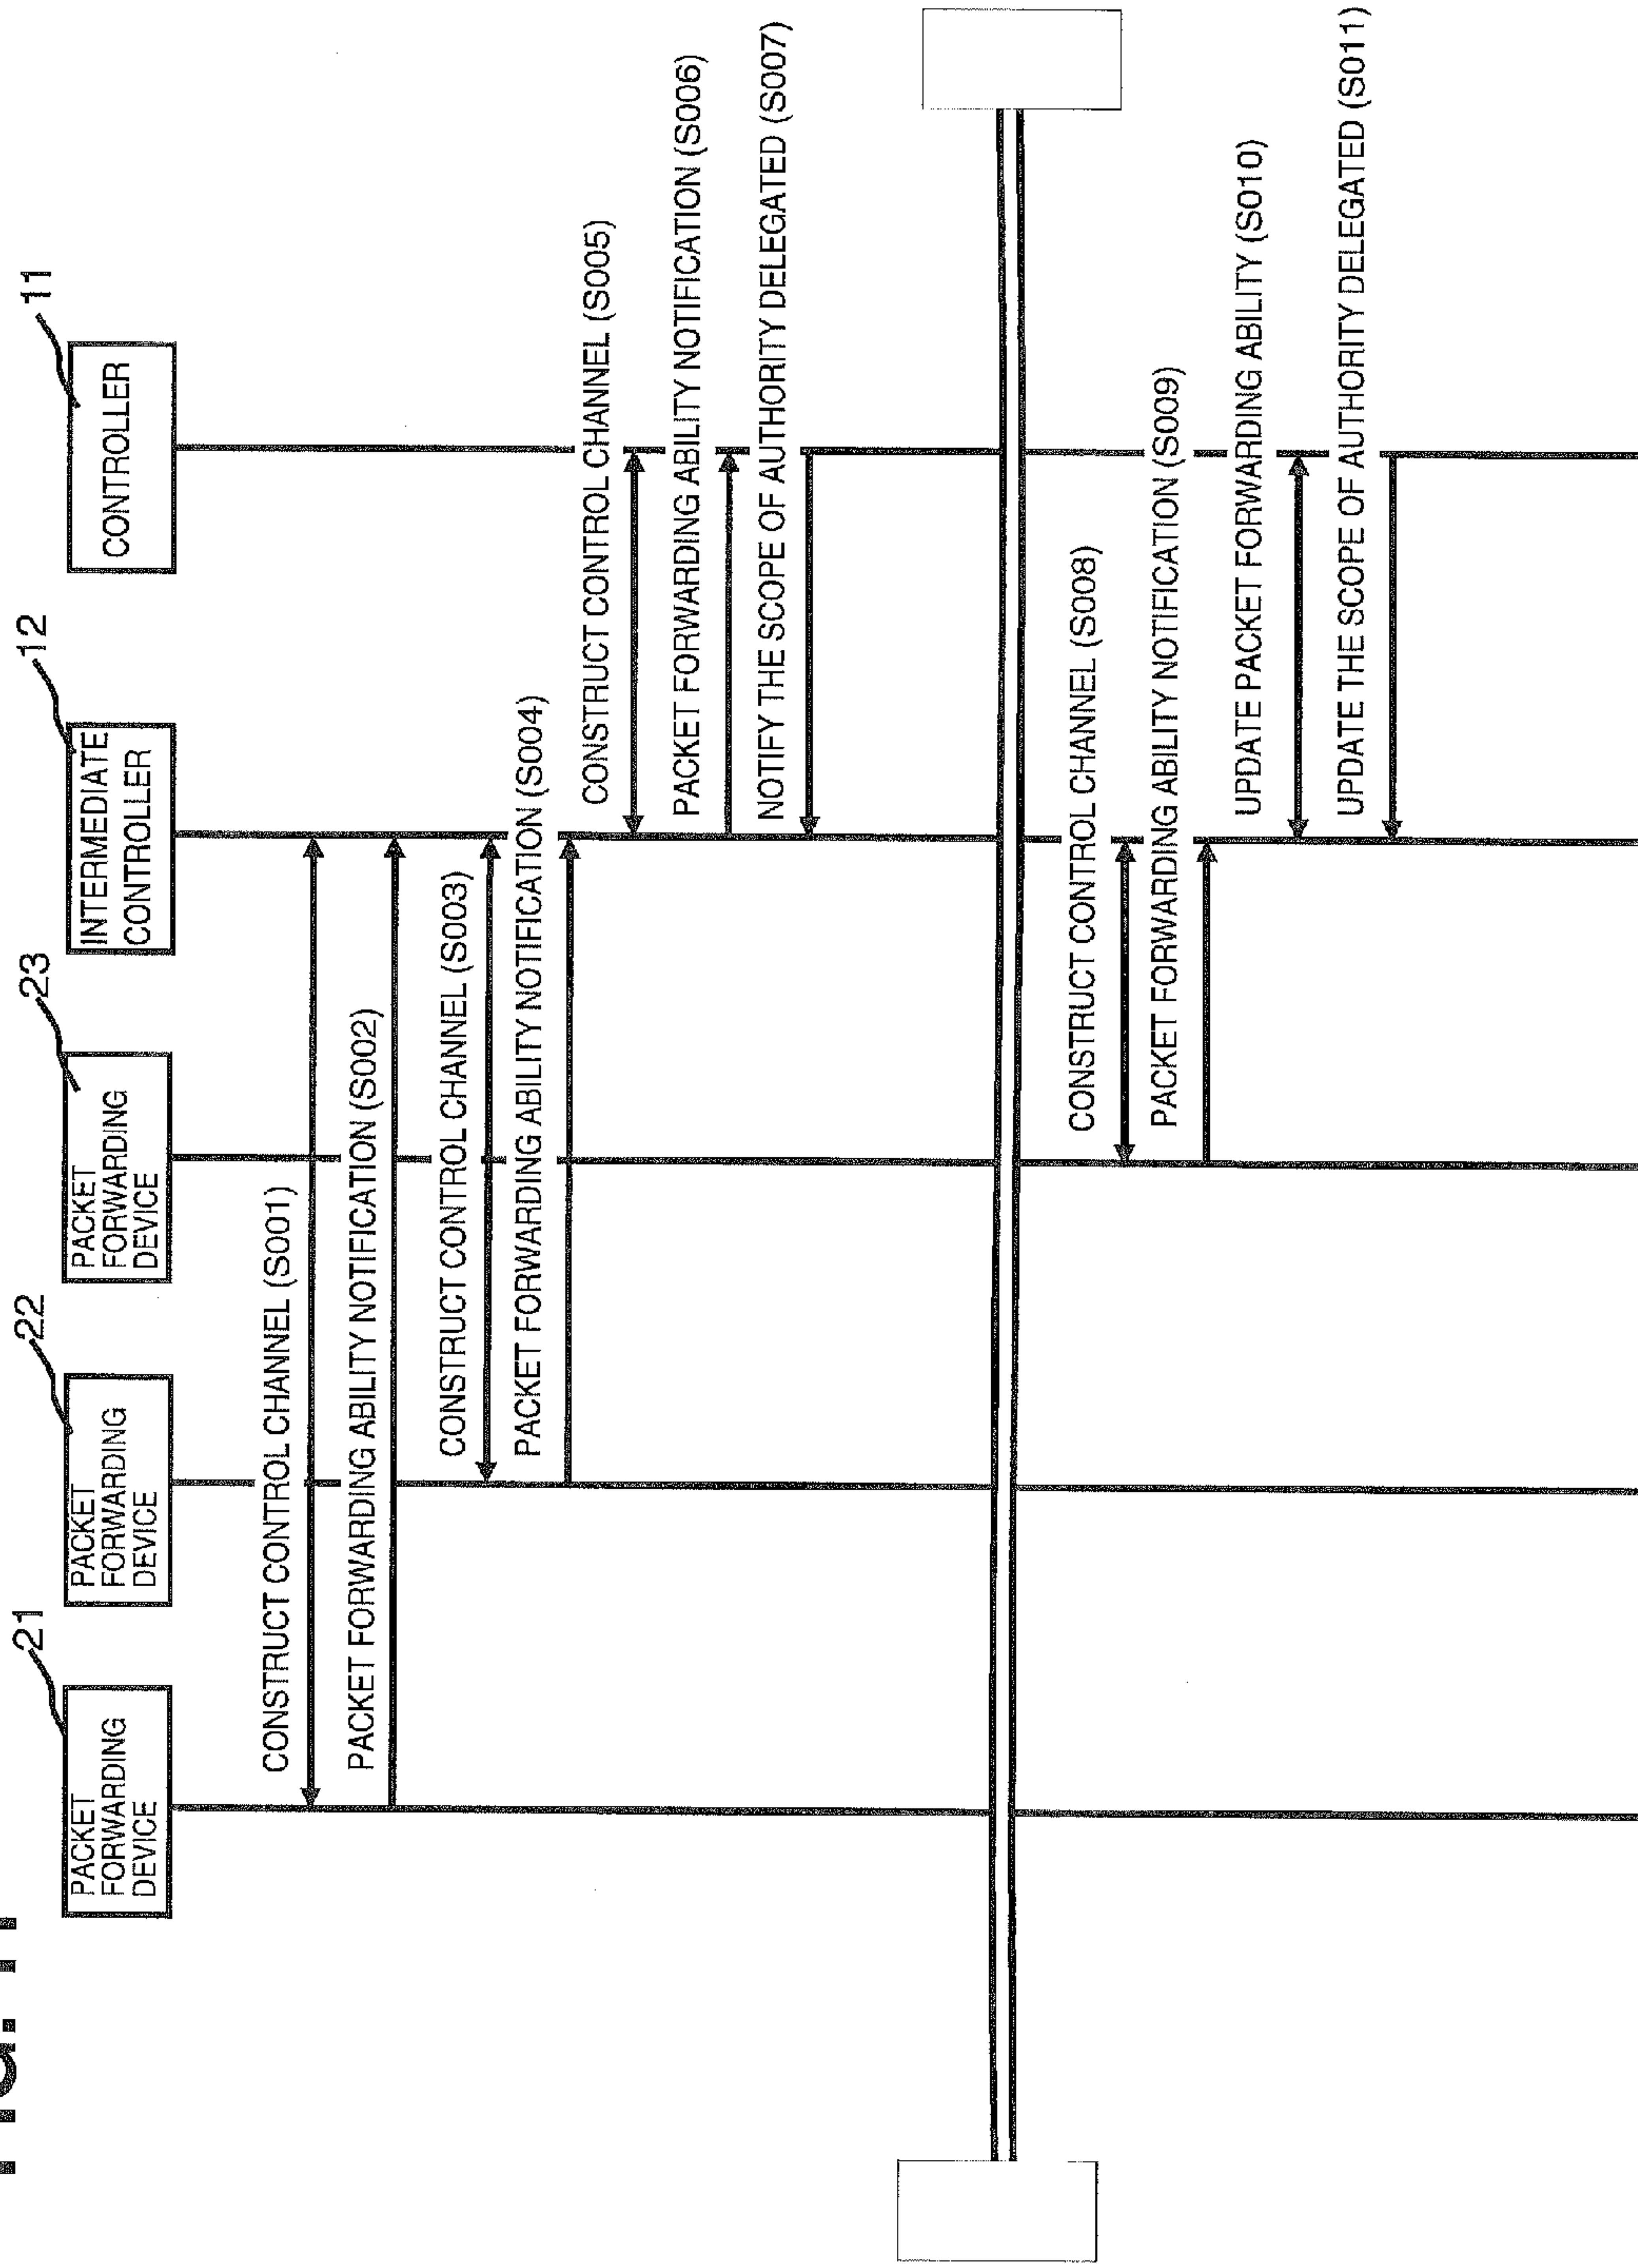 21
PACKET
FORWARDING
DEVICE
22
PACKET
FORWARDING
DEVICE
23
PACKET
FORWARDING
DEVICE
12
INTERMEDIATE
CONTROLLER
11
CONTROLLER
CONSTRUCT CONTROL CHANNEL (S001)
PACKET FORWARDING ABILITY NOTIFICATION (S002)
CONSTRUCT CONTROL CHANNEL (S003)
PACKET FORWARDING ABILITY NOTIFICATION (S004)
CONSTRUCT CONTROL CHANNEL (S005)
PACKET FORWARDING ABILITY NOTIFICATION (S006)
NOTIFY THE SCOPE OF AUTHORITY DELEGATED (S007)
CONSTRUCT CONTROL CHANNEL (S008)
PACKET FORWARDING ABILITY NOTIFICATION (S009)
UPDATE PACKET FORWARDING ABILITY (S010)
UPDATE THE SCOPE OF AUTHORITY DELEGATED (S011)